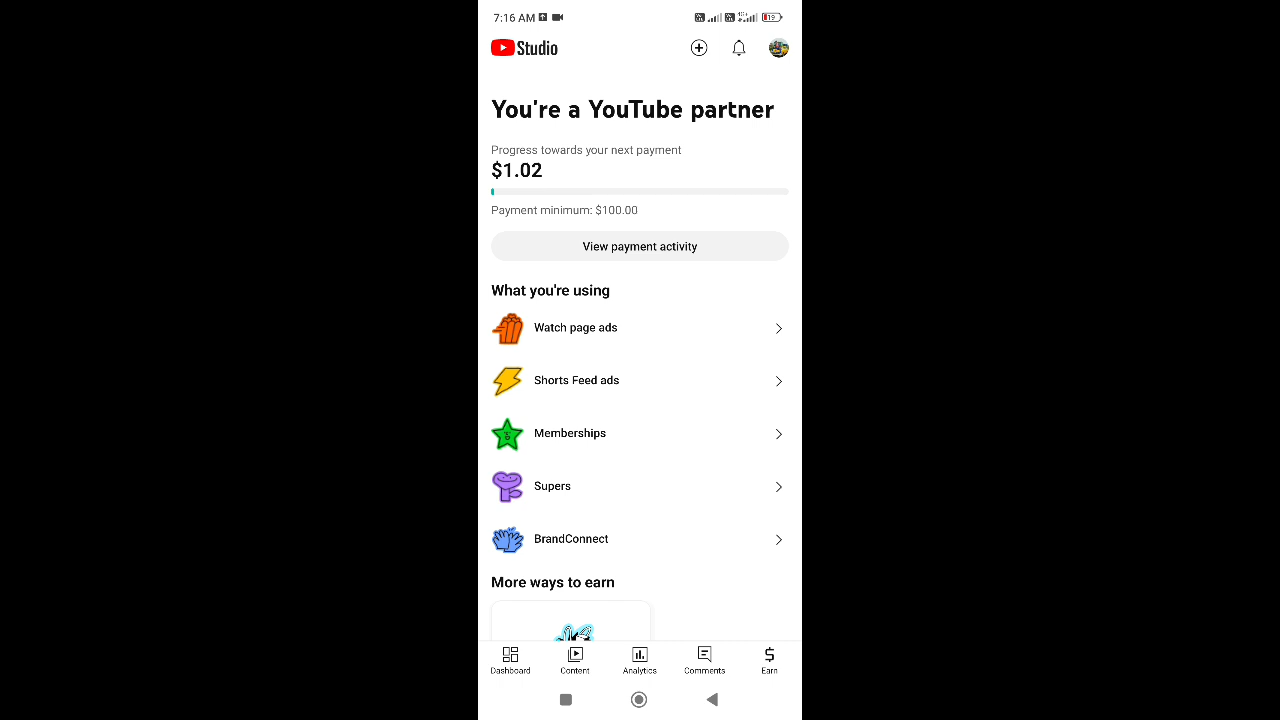 7:16 AM
19
Studio
You're a YouTube partner
Progress towards your next payment
$1.02
Payment minimum: $100.00
View payment activity
What you're using
Watch page ads
Shorts Feed ads
Memberships
Supers
BrandConnect
More ways to earn
Dashboard Content Analytics Comments Earn